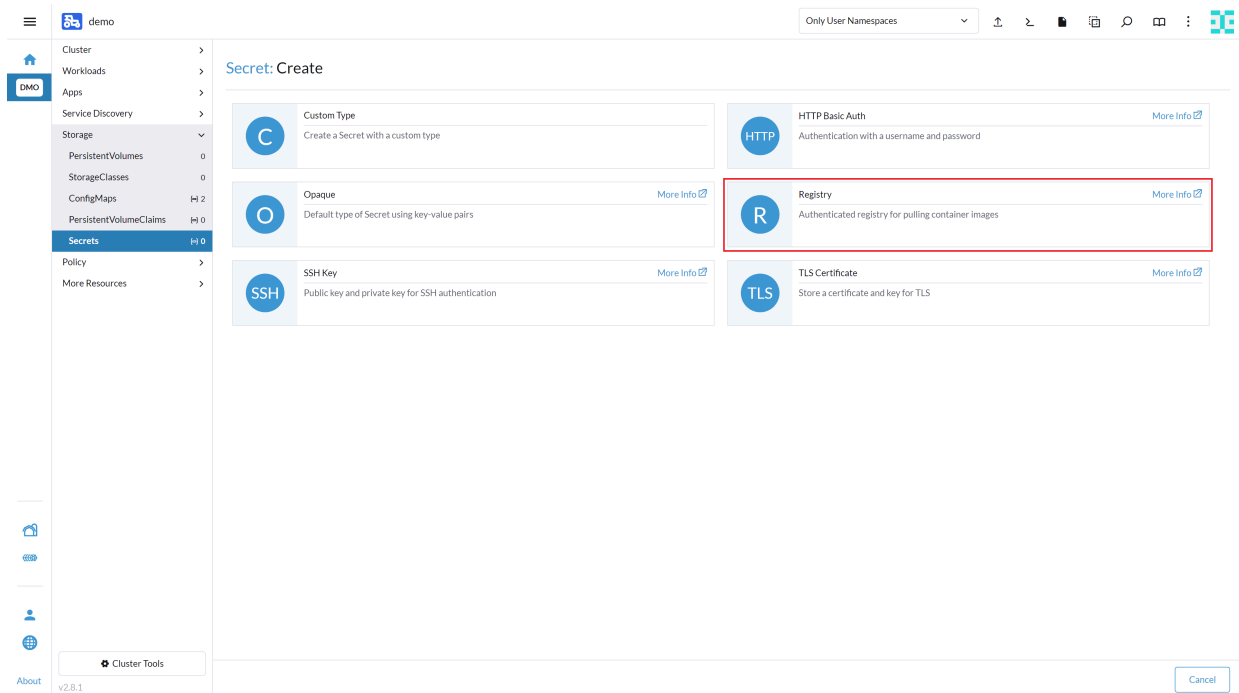 demo
Only User Namespaces
DMO
Cluster
Workloads
Apps
Service Discovery
Storage
PersistentVolumes 0
StorageClasses 0
ConfigMaps 2
PersistentVolumeClaims 0
Secrets 0
Policy
More Resources
Cluster Tools
v2.8.1
About
Secret: Create
C
Custom Type
Create a Secret with a custom type
HTTP
HTTP Basic Auth
More Info
Authentication with a username and password
O
Opaque
More Info
Default type of Secret using key-value pairs
R
Registry
More Info
Authenticated registry for pulling container images
SSH
SSH Key
More Info
Public key and private key for SSH authentication
TLS
TLS Certificate
More Info
Store a certificate and key for TLS
Cancel